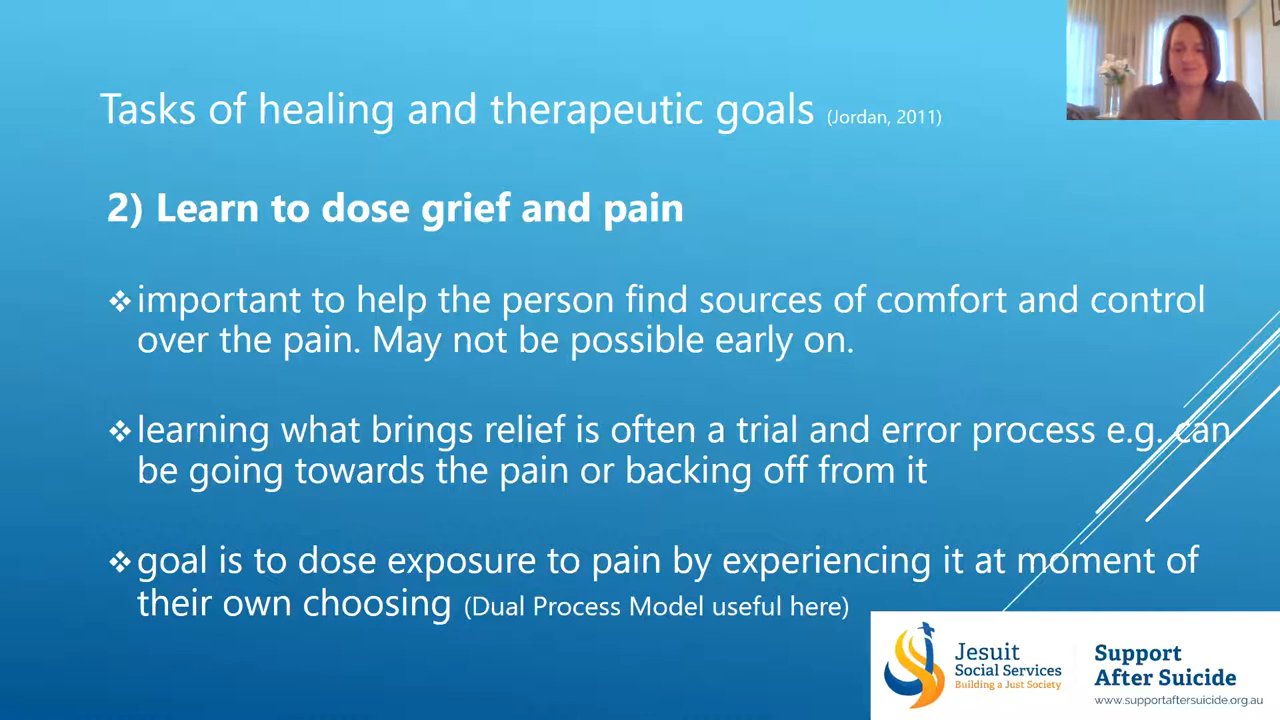 Tasks of healing and therapeutic goals (Jordan, 2011)
2) Learn to dose grief and pain
❖ important to help the person find sources of comfort and control
over the pain. May not be possible early on.
❖ learning what brings relief is often a trial and error process e.g. can
be going towards the pain or backing off from it
❖ goal is to dose exposure to pain by experiencing it at moment of
their own choosing (Dual Process Model useful here)
Jesuit
Social Services
Building a Just Society
Support
After Suicide
www.supportaftersuicide.org.au